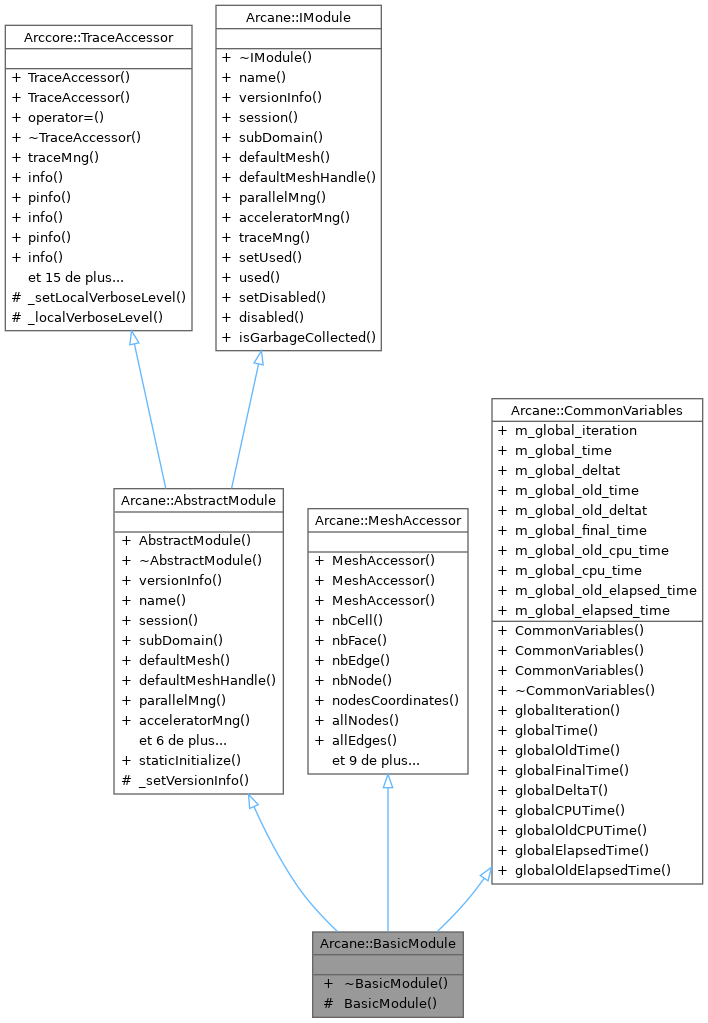 Arccore::TraceAccessor
+ TraceAccessor()
+ TraceAccessor()
+ operator=()
+ ~TraceAccessor()
+ traceMng()
+ info()
+ pinfo()
+ info()
+ pinfo()
+ info()
et 15 de plus...
# _setLocalVerboseLevel()
# _localVerboseLevel()
Arcane::IModule
+ ~IModule()
+ name()
+ versionInfo()
+ session()
+ subDomain()
+ defaultMesh()
+ defaultMeshHandle()
+ parallelMng()
+ acceleratorMng()
+ traceMng()
+ setUsed()
+ used()
+ setDisabled()
+ disabled()
+ isGarbageCollected()
Arcane::AbstractModule
+ AbstractModule()
+ ~AbstractModule()
+ versionInfo()
+ name()
+ session()
+ subDomain()
+ defaultMesh()
+ defaultMeshHandle()
+ parallelMng()
+ acceleratorMng()
et 6 de plus...
+ staticInitialize()
# _setVersionInfo()
Arcane::MeshAccessor
+ MeshAccessor()
+ MeshAccessor()
+ MeshAccessor()
+ nbCell()
+ nbFace()
+ nbEdge()
+ nbNode()
+ nodesCoordinates()
+ allNodes()
+ allEdges()
et 9 de plus...
Arcane::CommonVariables
+ m_global_iteration
+ m_global_time
+ m_global_deltat
+ m_global_old_time
+ m_global_old_deltat
+ m_global_final_time
+ m_global_old_cpu_time
+ m_global_cpu_time
+ m_global_old_elapsed_time
+ m_global_elapsed_time
+ CommonVariables()
+ CommonVariables()
+ CommonVariables()
+ ~CommonVariables()
+ globalIteration()
+ globalTime()
+ globalOldTime()
+ globalFinalTime()
+ globalDeltaT()
+ globalCPUTime()
+ globalOldCPUTime()
+ globalElapsedTime()
+ globalOldElapsedTime()
Arcane::BasicModule
+ ~BasicModule()
# BasicModule()